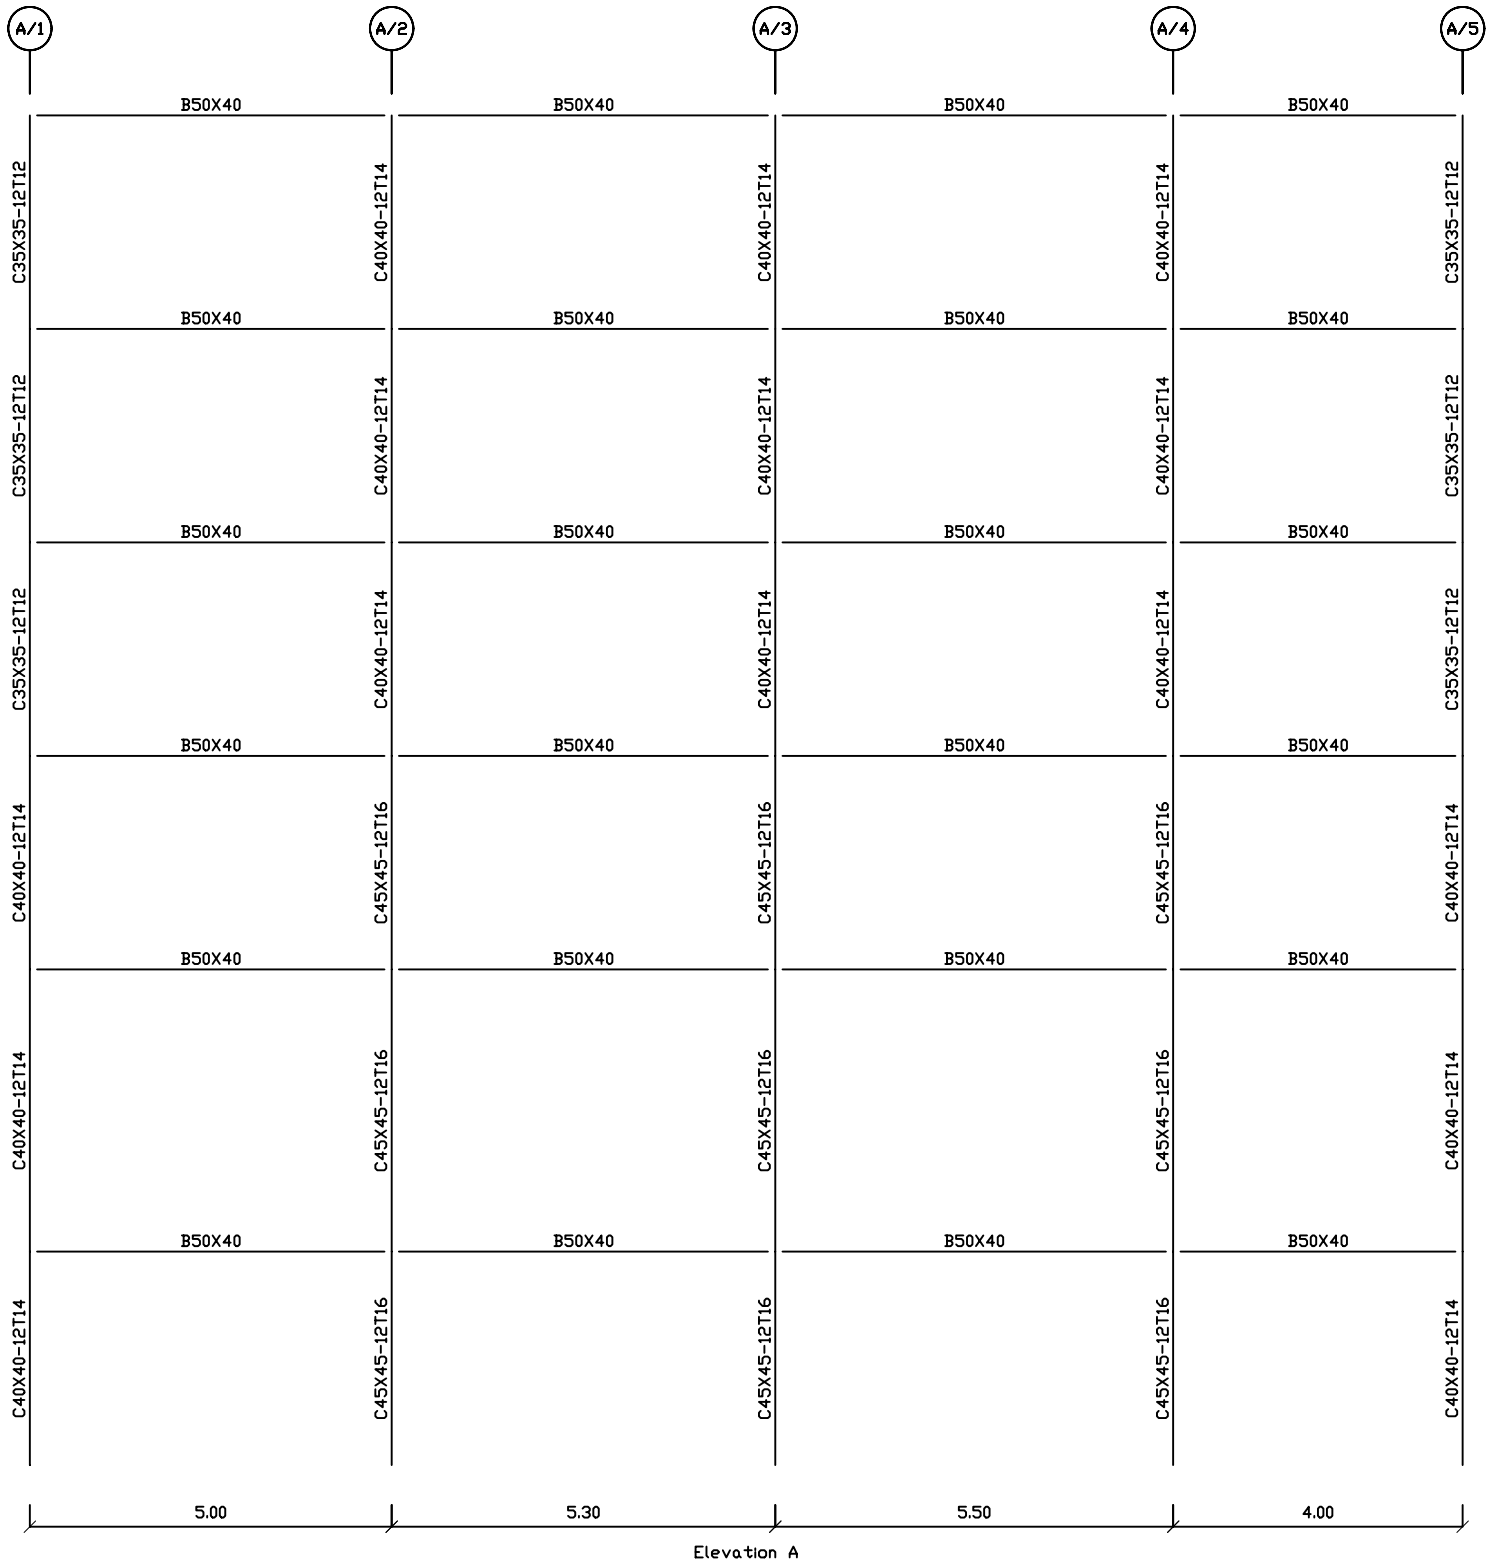 A/1 A/2 A/3 A/4 A/5
B50X40 B50X40 B50X40 B50X40
C35X35-12T12 C40X40-12T14 C40X40-12T14 C40X40-12T14 C35X35-12T12
B50X40 B50X40 B50X40 B50X40
C35X35-12T12 C40X40-12T14 C40X40-12T14 C40X40-12T14 C35X35-12T12
B50X40 B50X40 B50X40 B50X40
C35X35-12T12 C40X40-12T14 C40X40-12T14 C40X40-12T14 C35X35-12T12
B50X40 B50X40 B50X40 B50X40
C40X40-12T14 C45X45-12T16 C45X45-12T16 C45X45-12T16 C40X40-12T14
B50X40 B50X40 B50X40 B50X40
C40X40-12T14 C45X45-12T16 C45X45-12T16 C45X45-12T16 C40X40-12T14
B50X40 B50X40 B50X40 B50X40
C40X40-12T14 C45X45-12T16 C45X45-12T16 C45X45-12T16 C40X40-12T14
5.00 5.30 5.50 4.00
Elevation A